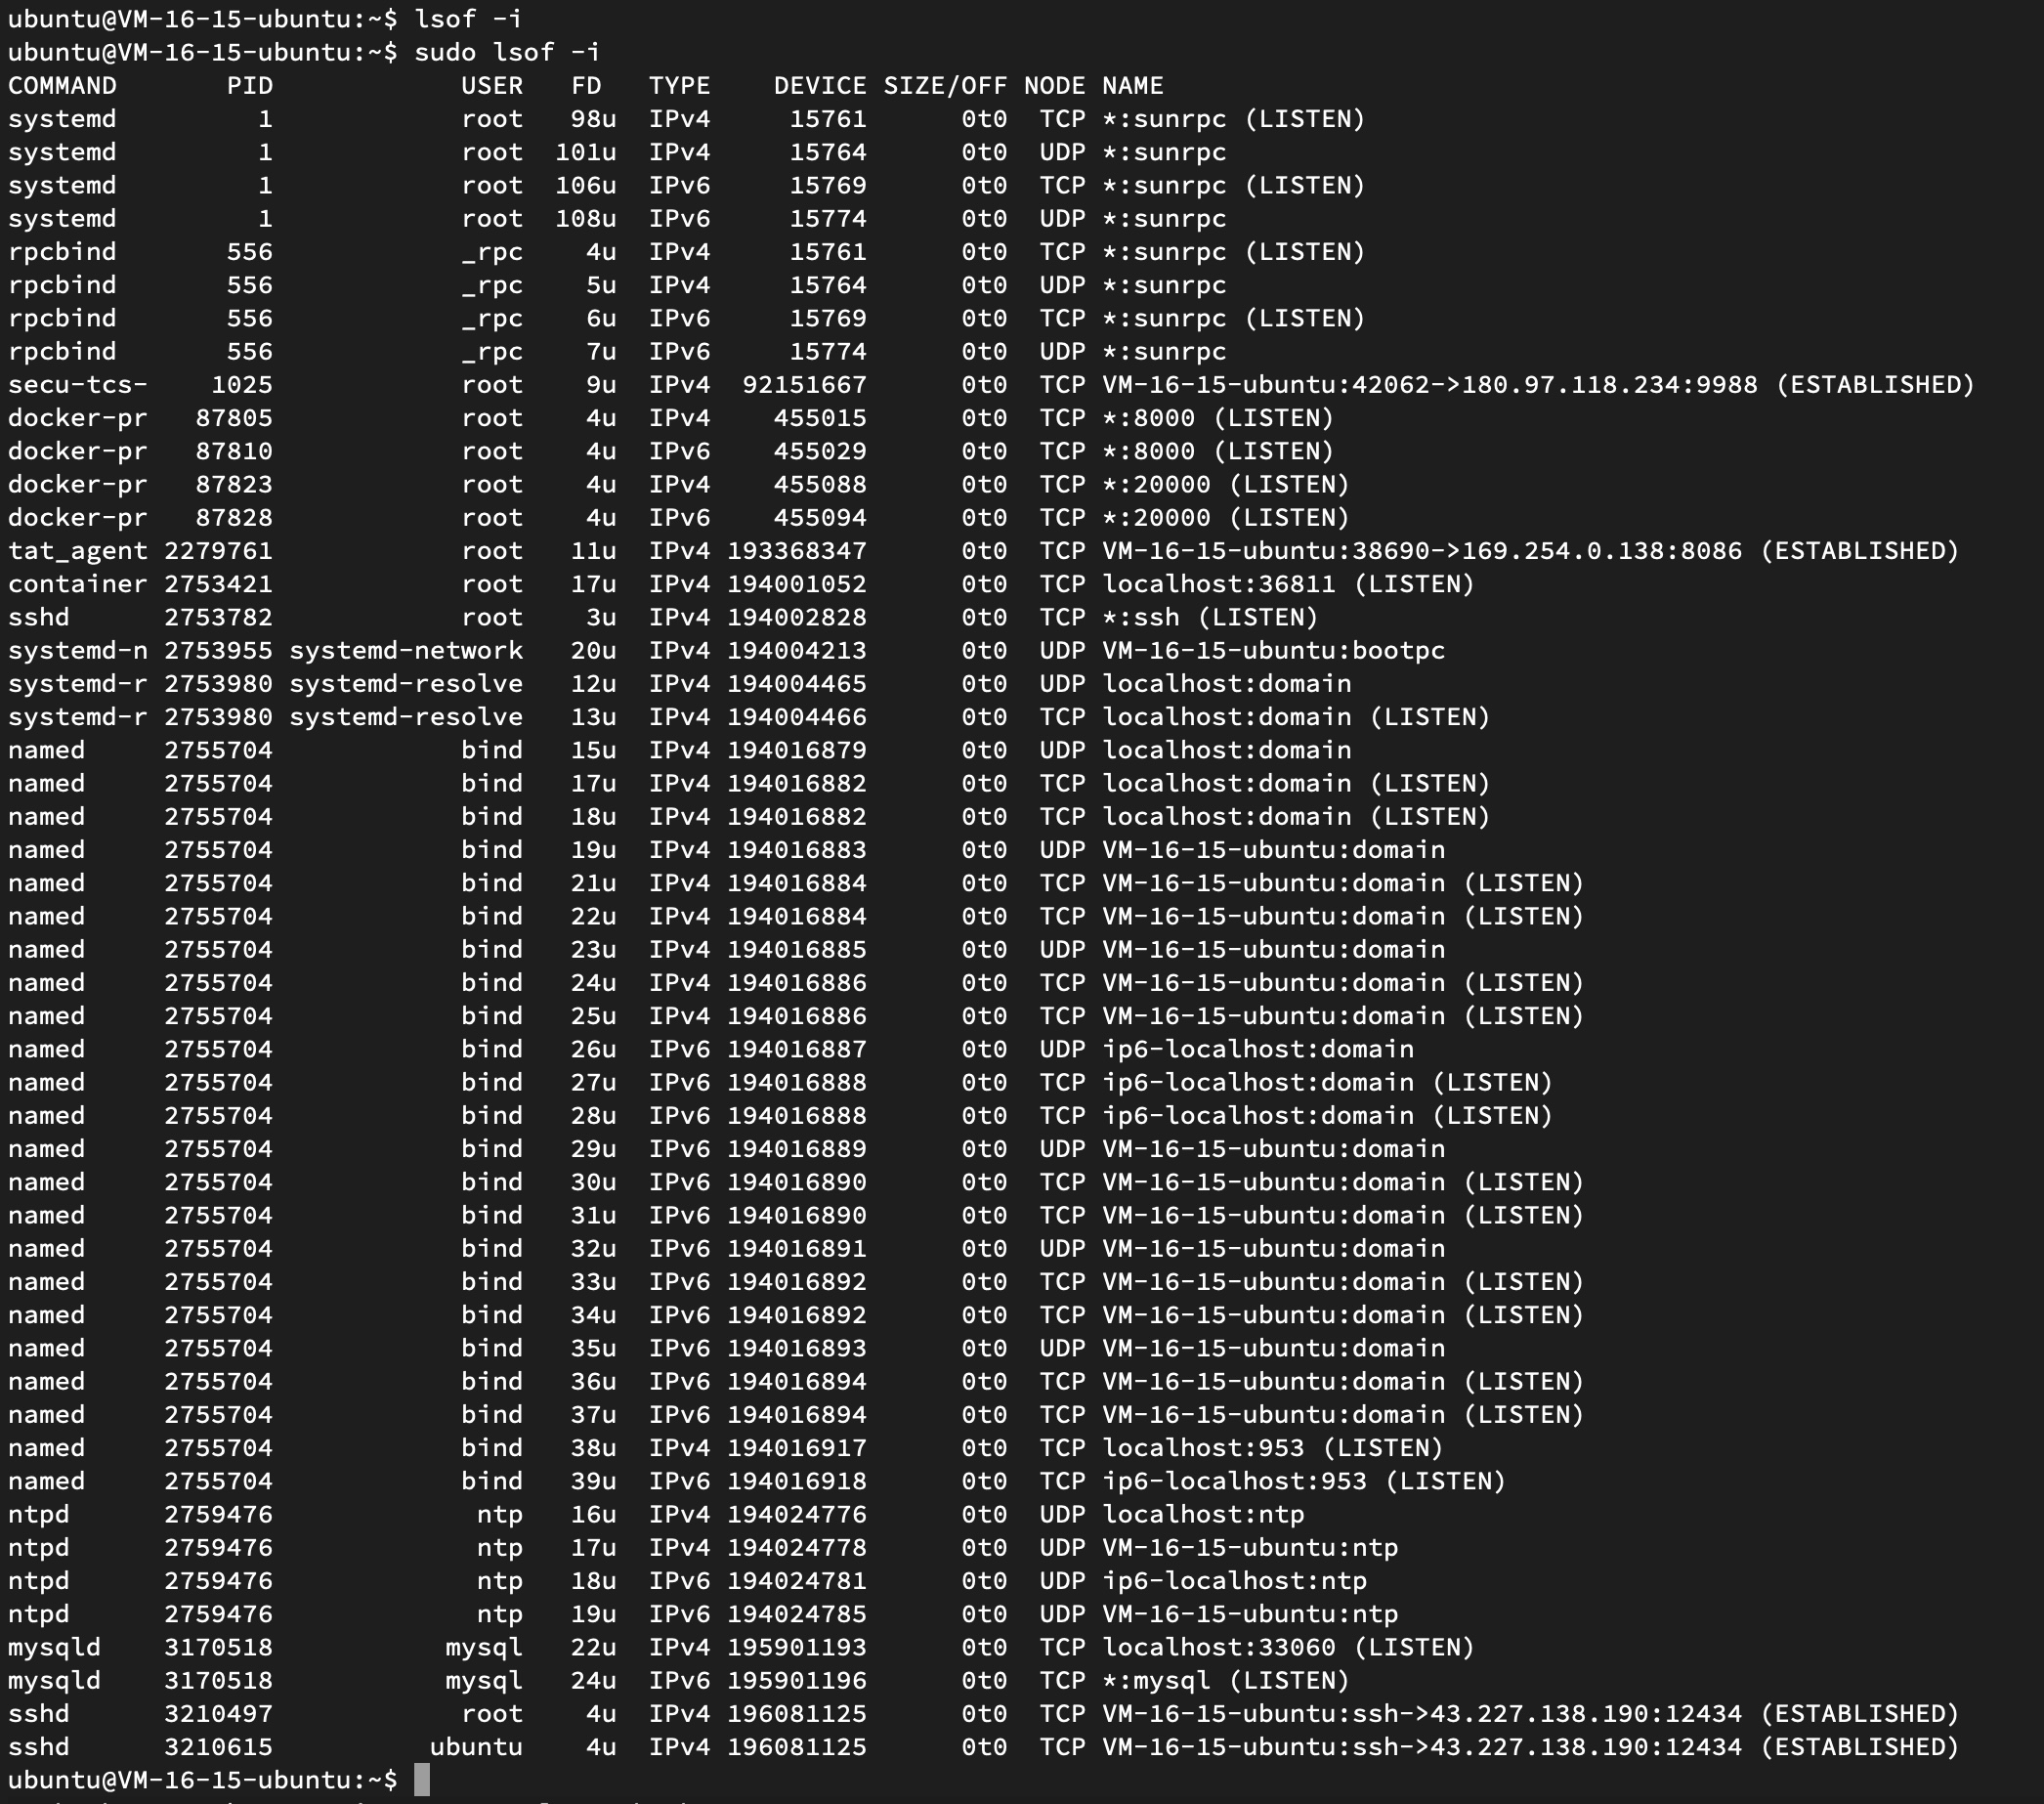 ubuntu@VM-16-15-ubuntu:~$ lsof -i
ubuntu@VM-16-15-ubuntu:~$ sudo lsof -i
COMMAND       PID            USER   FD   TYPE    DEVICE SIZE/OFF NODE NAME
systemd         1            root   98u  IPv4     15761      0t0  TCP *:sunrpc (LISTEN)
systemd         1            root  101u  IPv4     15764      0t0  UDP *:sunrpc
systemd         1            root  106u  IPv6     15769      0t0  TCP *:sunrpc (LISTEN)
systemd         1            root  108u  IPv6     15774      0t0  UDP *:sunrpc
rpcbind       556            _rpc    4u  IPv4     15761      0t0  TCP *:sunrpc (LISTEN)
rpcbind       556            _rpc    5u  IPv4     15764      0t0  UDP *:sunrpc
rpcbind       556            _rpc    6u  IPv6     15769      0t0  TCP *:sunrpc (LISTEN)
rpcbind       556            _rpc    7u  IPv6     15774      0t0  UDP *:sunrpc
secu-tcs-    1025            root    9u  IPv4  92151667      0t0  TCP VM-16-15-ubuntu:42062->180.97.118.234:9988 (ESTABLISHED)
docker-pr   87805            root    4u  IPv4    455015      0t0  TCP *:8000 (LISTEN)
docker-pr   87810            root    4u  IPv6    455029      0t0  TCP *:8000 (LISTEN)
docker-pr   87823            root    4u  IPv4    455088      0t0  TCP *:20000 (LISTEN)
docker-pr   87828            root    4u  IPv6    455094      0t0  TCP *:20000 (LISTEN)
tat_agent 2279761            root   11u  IPv4 193368347      0t0  TCP VM-16-15-ubuntu:38690->169.254.0.138:8086 (ESTABLISHED)
container 2753421            root   17u  IPv4 194001052      0t0  TCP localhost:36811 (LISTEN)
sshd      2753782            root    3u  IPv4 194002828      0t0  TCP *:ssh (LISTEN)
systemd-n 2753955 systemd-network   20u  IPv4 194004213      0t0  UDP VM-16-15-ubuntu:bootpc
systemd-r 2753980 systemd-resolve   12u  IPv4 194004465      0t0  UDP localhost:domain
systemd-r 2753980 systemd-resolve   13u  IPv4 194004466      0t0  TCP localhost:domain (LISTEN)
named     2755704            bind   15u  IPv4 194016879      0t0  UDP localhost:domain
named     2755704            bind   17u  IPv4 194016882      0t0  TCP localhost:domain (LISTEN)
named     2755704            bind   18u  IPv4 194016882      0t0  TCP localhost:domain (LISTEN)
named     2755704            bind   19u  IPv4 194016883      0t0  UDP VM-16-15-ubuntu:domain
named     2755704            bind   21u  IPv4 194016884      0t0  TCP VM-16-15-ubuntu:domain (LISTEN)
named     2755704            bind   22u  IPv4 194016884      0t0  TCP VM-16-15-ubuntu:domain (LISTEN)
named     2755704            bind   23u  IPv4 194016885      0t0  UDP VM-16-15-ubuntu:domain
named     2755704            bind   24u  IPv4 194016886      0t0  TCP VM-16-15-ubuntu:domain (LISTEN)
named     2755704            bind   25u  IPv4 194016886      0t0  TCP VM-16-15-ubuntu:domain (LISTEN)
named     2755704            bind   26u  IPv6 194016887      0t0  UDP ip6-localhost:domain
named     2755704            bind   27u  IPv6 194016888      0t0  TCP ip6-localhost:domain (LISTEN)
named     2755704            bind   28u  IPv6 194016888      0t0  TCP ip6-localhost:domain (LISTEN)
named     2755704            bind   29u  IPv6 194016889      0t0  UDP VM-16-15-ubuntu:domain
named     2755704            bind   30u  IPv6 194016890      0t0  TCP VM-16-15-ubuntu:domain (LISTEN)
named     2755704            bind   31u  IPv6 194016890      0t0  TCP VM-16-15-ubuntu:domain (LISTEN)
named     2755704            bind   32u  IPv6 194016891      0t0  UDP VM-16-15-ubuntu:domain
named     2755704            bind   33u  IPv6 194016892      0t0  TCP VM-16-15-ubuntu:domain (LISTEN)
named     2755704            bind   34u  IPv6 194016892      0t0  TCP VM-16-15-ubuntu:domain (LISTEN)
named     2755704            bind   35u  IPv6 194016893      0t0  UDP VM-16-15-ubuntu:domain
named     2755704            bind   36u  IPv6 194016894      0t0  TCP VM-16-15-ubuntu:domain (LISTEN)
named     2755704            bind   37u  IPv6 194016894      0t0  TCP VM-16-15-ubuntu:domain (LISTEN)
named     2755704            bind   38u  IPv4 194016917      0t0  TCP localhost:953 (LISTEN)
named     2755704            bind   39u  IPv6 194016918      0t0  TCP ip6-localhost:953 (LISTEN)
ntpd      2759476             ntp   16u  IPv4 194024776      0t0  UDP localhost:ntp
ntpd      2759476             ntp   17u  IPv4 194024778      0t0  UDP VM-16-15-ubuntu:ntp
ntpd      2759476             ntp   18u  IPv6 194024781      0t0  UDP ip6-localhost:ntp
ntpd      2759476             ntp   19u  IPv6 194024785      0t0  UDP VM-16-15-ubuntu:ntp
mysqld    3170518           mysql   22u  IPv4 195901193      0t0  TCP localhost:33060 (LISTEN)
mysqld    3170518           mysql   24u  IPv6 195901196      0t0  TCP *:mysql (LISTEN)
sshd      3210497            root    4u  IPv4 196081125      0t0  TCP VM-16-15-ubuntu:ssh->43.227.138.190:12434 (ESTABLISHED)
sshd      3210615          ubuntu    4u  IPv4 196081125      0t0  TCP VM-16-15-ubuntu:ssh->43.227.138.190:12434 (ESTABLISHED)
ubuntu@VM-16-15-ubuntu:~$